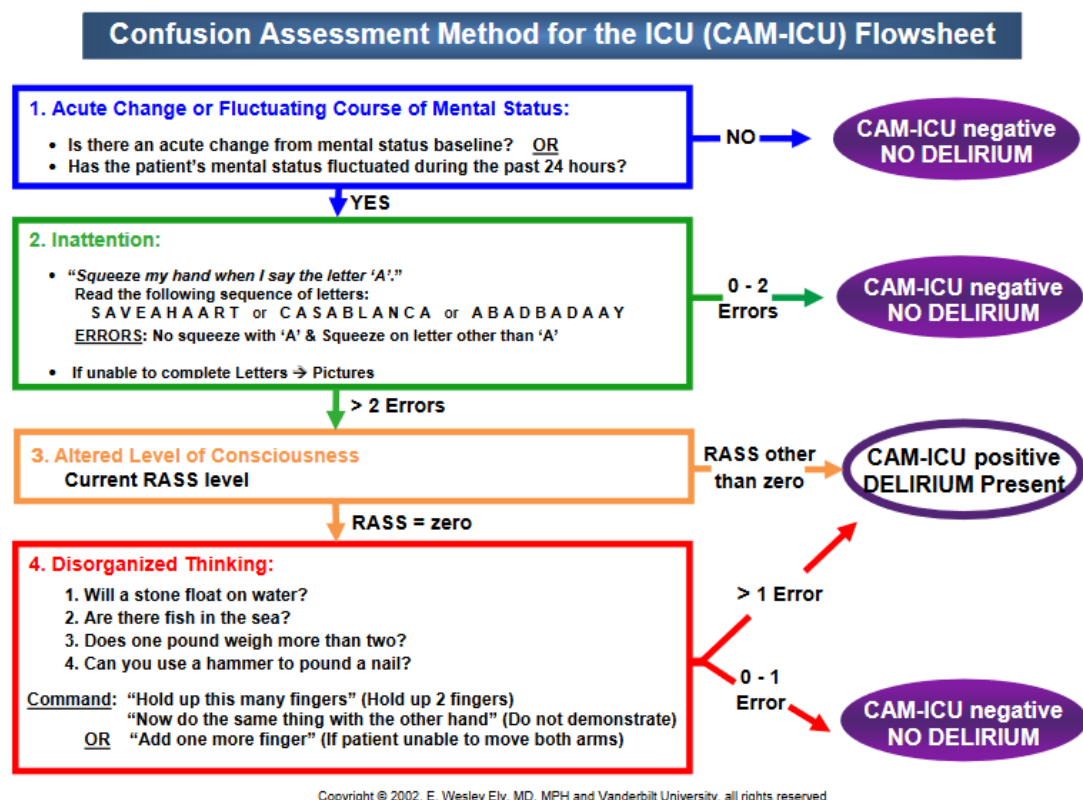 Confusion Assessment Method for the ICU (CAM-ICU) Flowsheet
1. Acute Change or Fluctuating Course of Mental Status:
• Is there an acute change from mental status baseline? OR
• Has the patient's mental status fluctuated during the past 24 hours?
NO
CAM-ICU negative
NO DELIRIUM
YES
2. Inattention:
• “Squeeze my hand when I say the letter ‘A’.”
Read the following sequence of letters:
S A V E A H A A R T or C A S A B L A N C A or A B A D B A D A A Y
ERRORS: No squeeze with ‘A’ & Squeeze on letter other than ‘A’
• If unable to complete Letters → Pictures
0 - 2
Errors
CAM-ICU negative
NO DELIRIUM
> 2 Errors
3. Altered Level of Consciousness
Current RASS level
RASS other
than zero
CAM-ICU positive
DELIRIUM Present
RASS = zero
4. Disorganized Thinking:
1. Will a stone float on water?
2. Are there fish in the sea?
3. Does one pound weigh more than two?
4. Can you use a hammer to pound a nail?
Command: “Hold up this many fingers” (Hold up 2 fingers)
“Now do the same thing with the other hand” (Do not demonstrate)
OR “Add one more finger” (If patient unable to move both arms)
> 1 Error
0 - 1
Error
CAM-ICU negative
NO DELIRIUM
Copyright © 2002, E. Wesley Ely, MD, MPH and Vanderbilt University, all rights reserved